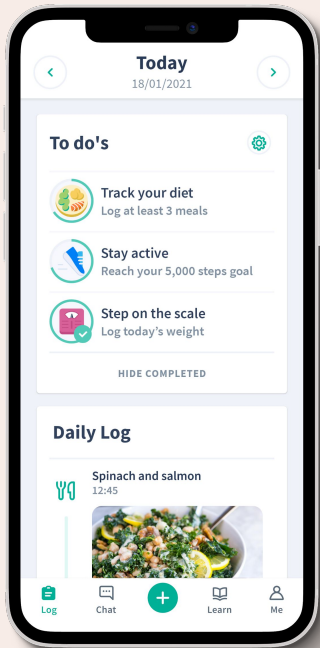 Today
18/01/2021
To do's
Track your diet
Log at least 3 meals
Stay active
Reach your 5,000 steps goal
Step on the scale
Log today’s weight
HIDE COMPLETED
Daily Log
Spinach and salmon
12:45
Log
Chat
Learn
Me